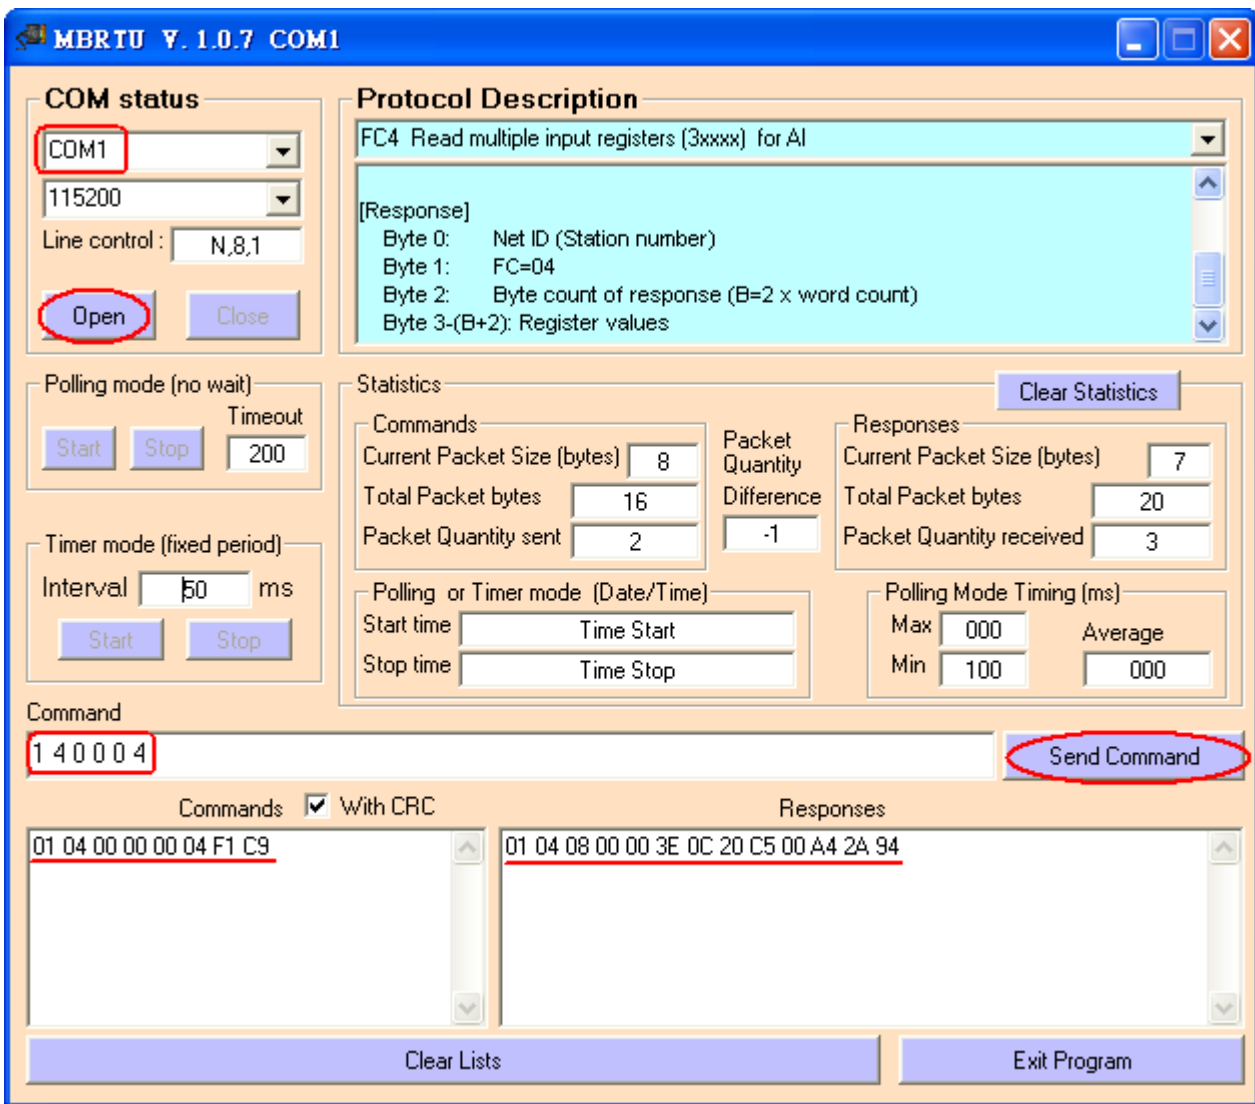 MBRTU V. 1.0.7 COM1
COM status
COM1
115200
Line control :
N,8,1
Open
Close
Protocol Description
FC4 Read multiple input registers (3xxxx) for AI
[Response]
Byte 0: Net ID (Station number)
Byte 1: FC=04
Byte 2: Byte count of response (B=2 x word count)
Byte 3-(B+2): Register values
Polling mode (no wait)
Timeout
Start
Stop
200
Timer mode (fixed period)
Interval
50
ms
Start
Stop
Statistics
Clear Statistics
Commands
Current Packet Size (bytes) 8
Total Packet bytes 16
Packet Quantity sent 2
Packet
Quantity
Difference
-1
Responses
Current Packet Size (bytes) 7
Total Packet bytes 20
Packet Quantity received 3
Polling or Timer mode (Date/Time)
Start time Time Start
Stop time Time Stop
Polling Mode Timing (ms)
Max 000
Min 100
Average
000
Command
1 4 0 0 0 4
Send Command
Commands
With CRC
Responses
01 04 00 00 00 04 F1 C9
01 04 08 00 00 3E 0C 20 C5 00 A4 2A 94
Clear Lists
Exit Program